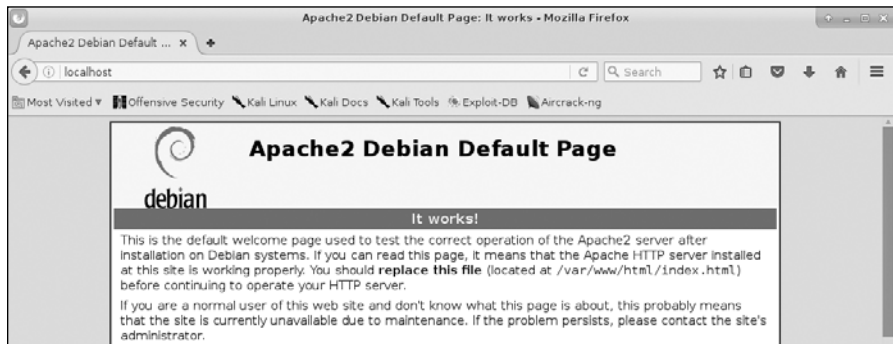 Apache2 Debian Default Page: It works - Mozilla Firefox
Apache2 Debian Default ...
localhost
Search
Most Visited
Offensive Security
Kali Linux
Kali Docs
Kali Tools
Exploit-DB
Aircrack-ng
Apache2 Debian Default Page
debian
It works!
This is the default welcome page used to test the correct operation of the Apache2 server after
installation on Debian systems. If you can read this page, it means that the Apache HTTP server installed
at this site is working properly. You should replace this file (located at /var/www/html/index.html)
before continuing to operate your HTTP server.
If you are a normal user of this web site and don't know what this page is about, this probably means
that the site is currently unavailable due to maintenance. If the problem persists, please contact the site's
administrator.